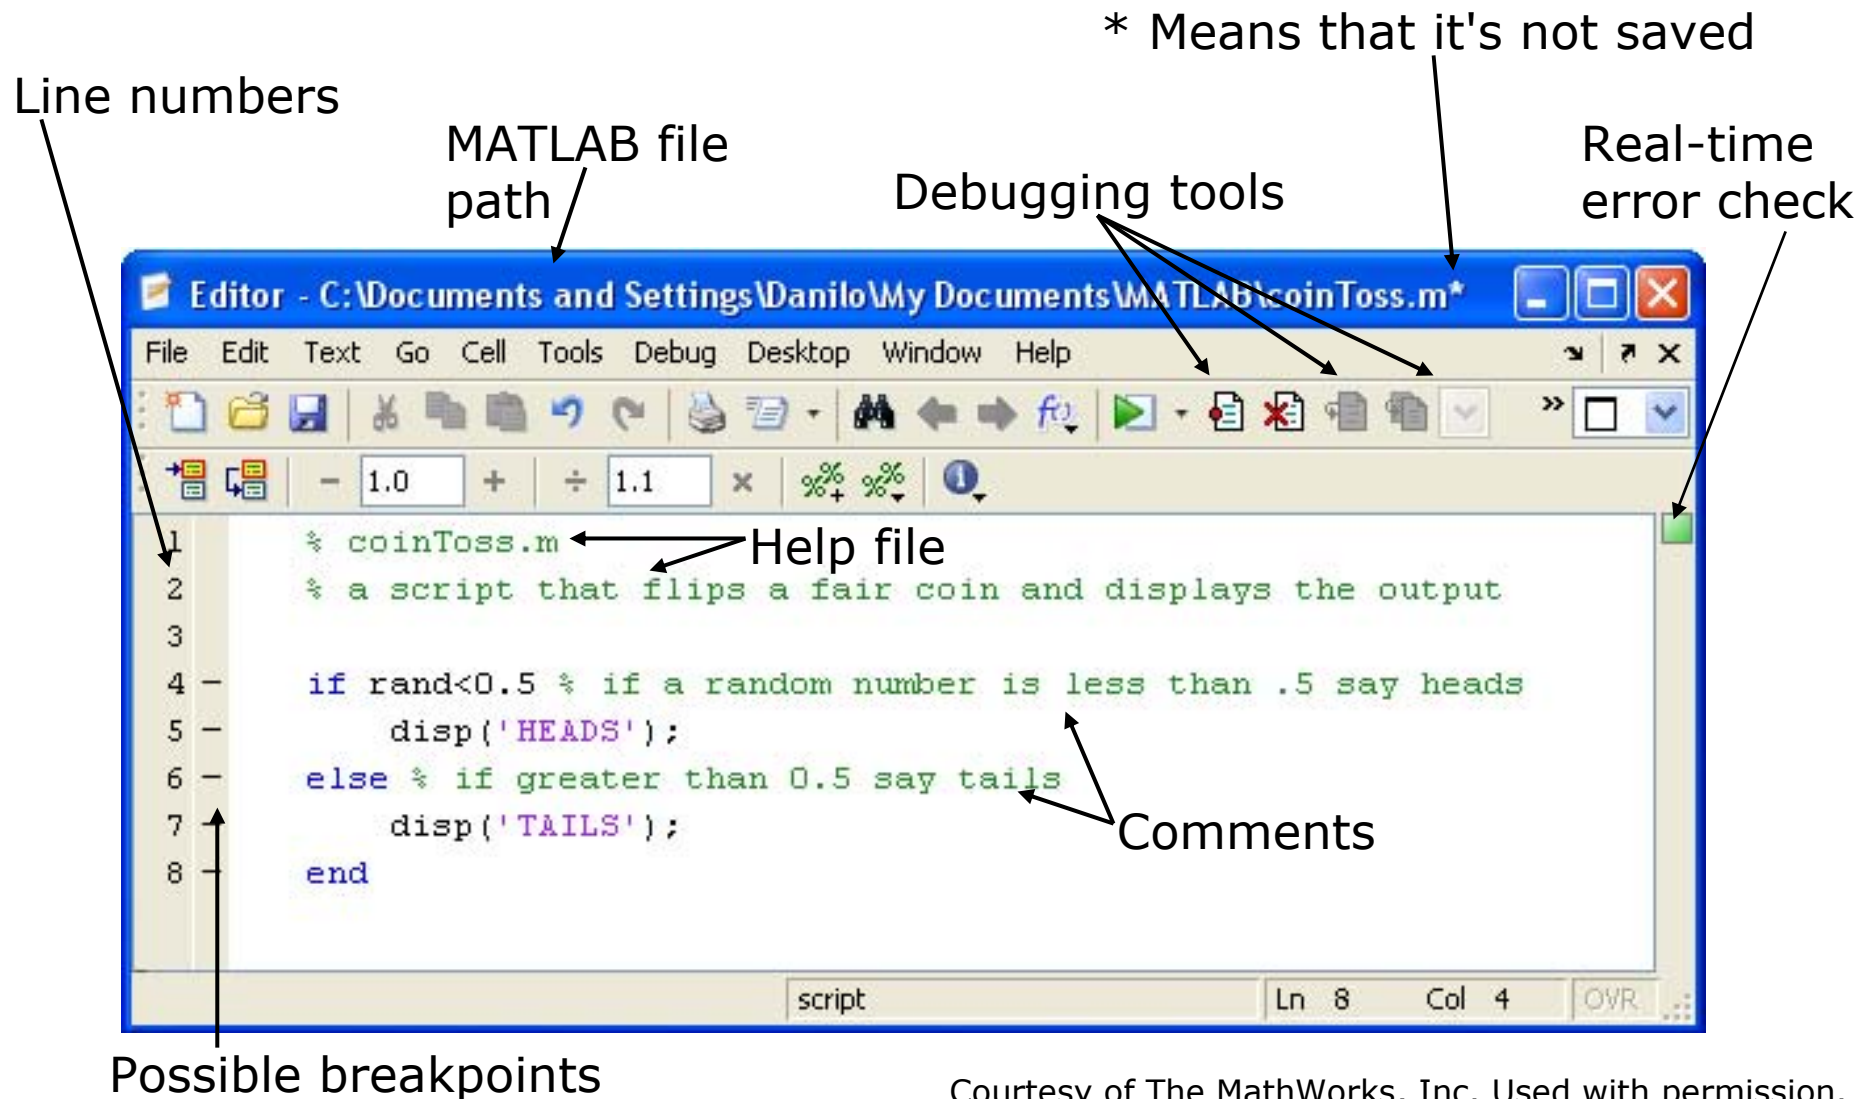 * Means that it's not saved
Line numbers
MATLAB file
path
Debugging tools
Real-time
error check
Editor - C:\Documents and Settings\Danilo\My Documents\MATLAB\coinToss.m*
File Edit Text Go Cell Tools Debug Desktop Window Help
− 1.0 + ÷ 1.1 ×
1 % coinToss.m
Help file
2 % a script that flips a fair coin and displays the output
3
4 − if rand<0.5 % if a random number is less than .5 say heads
5 − disp('HEADS');
6 − else % if greater than 0.5 say tails
7 − disp('TAILS');
Comments
8 − end
script Ln 8 Col 4 OVR
Possible breakpoints
Courtesy of The MathWorks, Inc. Used with permission.